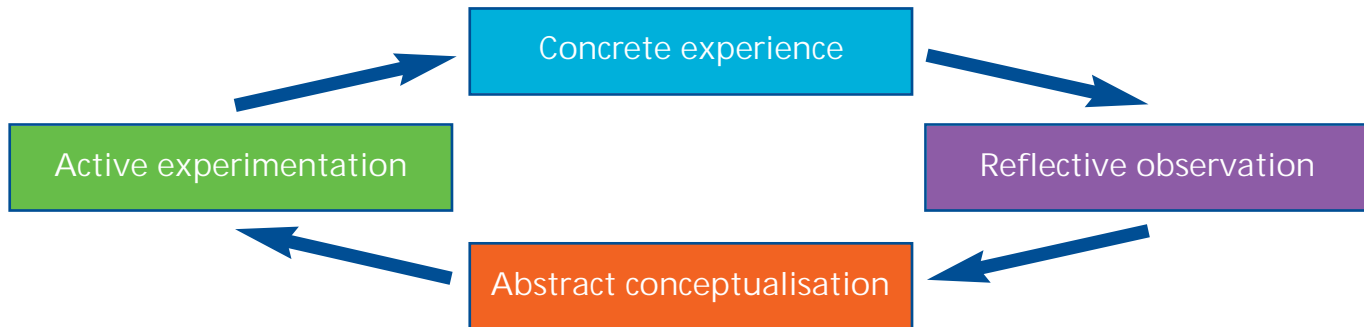 Concrete experience
Active experimentation
Reflective observation
Abstract conceptualisation